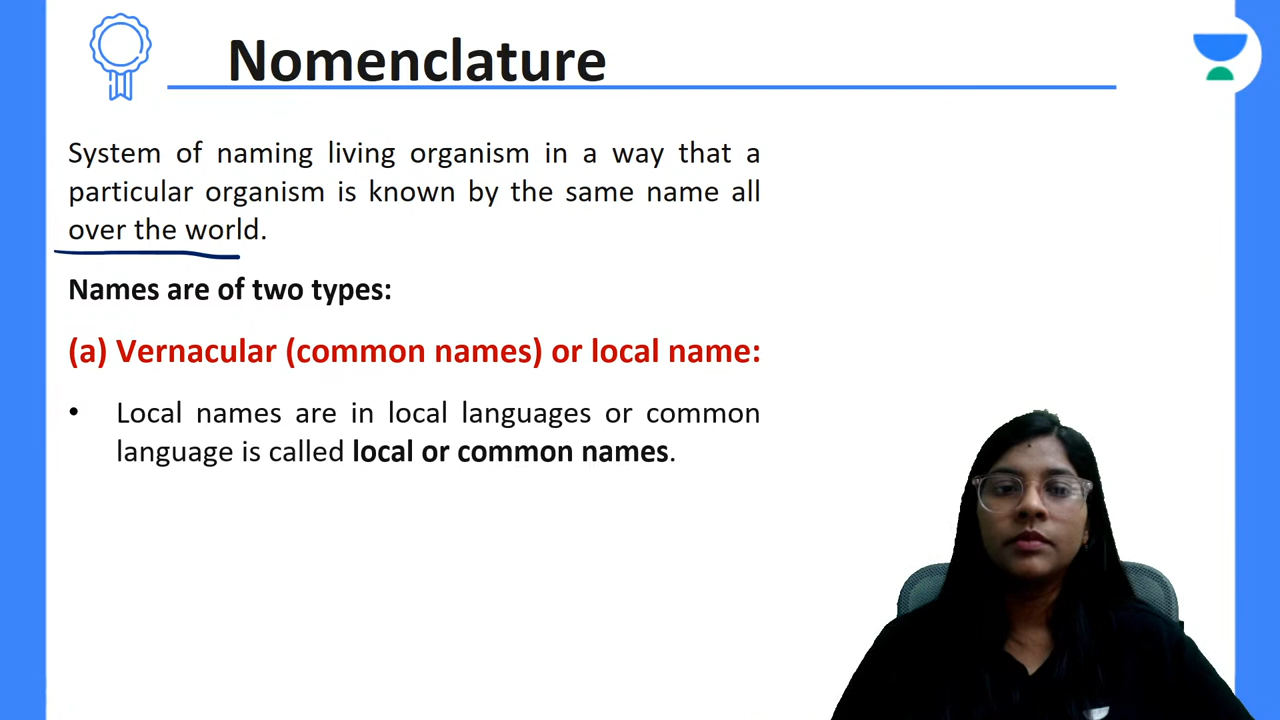 Nomenclature
System of naming living organism in a way that a
particular organism is known by the same name all
over the world.
Names are of two types:
(a) Vernacular (common names) or local name:
• Local names are in local languages or common
language is called local or common names.